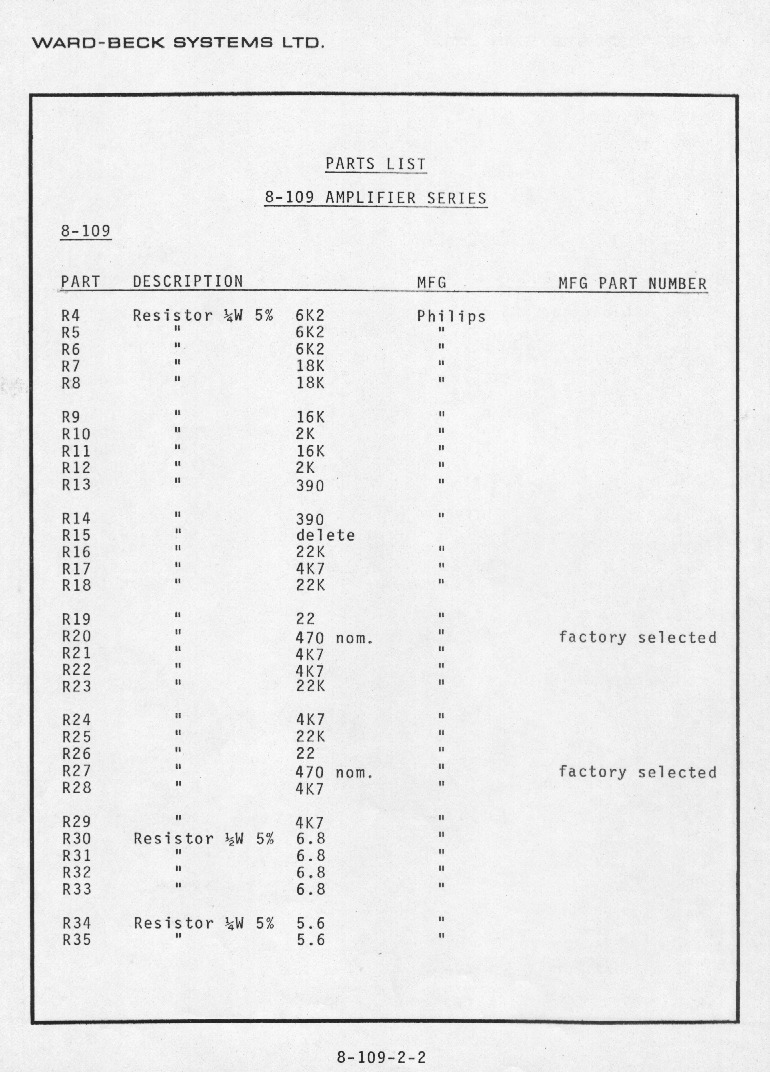 WARD-BECK SYSTEMS LTD.
PARTS LIST
8-109 AMPLIFIER SERIES
8-109
PART DESCRIPTION MFG MFG PART NUMBER
R4 Resistor ¼W 5% 6K2 Philips
R5 " 6K2 "
R6 " 6K2 "
R7 " 18K "
R8 " 18K "
R9 " 16K "
R10 " 2K "
R11 " 16K "
R12 " 2K "
R13 " 390 "
R14 " 390 "
R15 " delete
R16 " 22K "
R17 " 4K7 "
R18 " 22K "
R19 " 22 "
R20 " 470 nom. " factory selected
R21 " 4K7 "
R22 " 4K7 "
R23 " 22K "
R24 " 4K7 "
R25 " 22K "
R26 " 22 "
R27 " 470 nom. " factory selected
R28 " 4K7 "
R29 " 4K7 "
R30 Resistor ½W 5% 6.8 "
R31 " 6.8 "
R32 " 6.8 "
R33 " 6.8 "
R34 Resistor ¼W 5% 5.6 "
R35 " 5.6 "
8-109-2-2